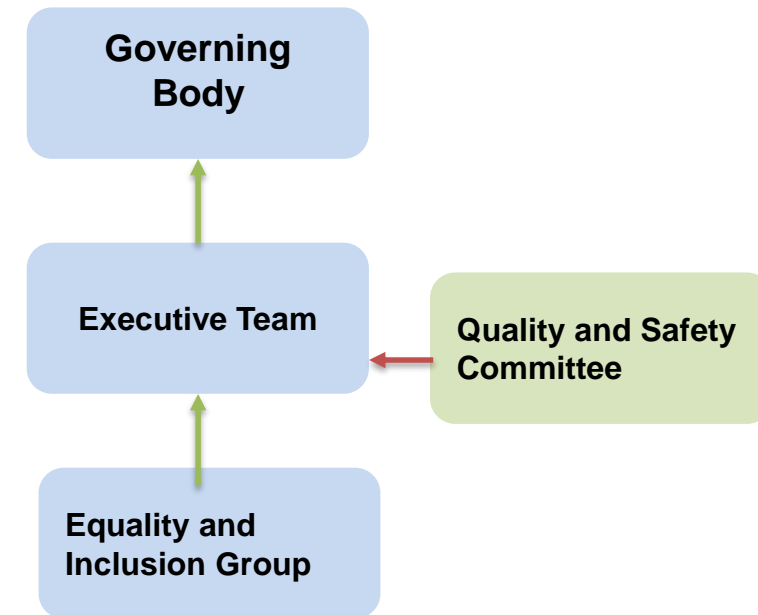 Governing
Body
Executive Team
Quality and Safety
Committee
Equality and
Inclusion Group